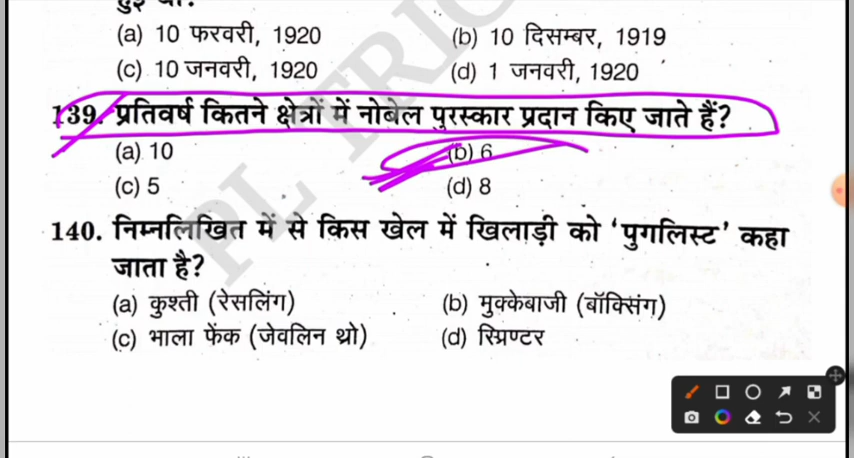 (a) 10 फरवरी, 1920 (b) 10 दिसम्बर, 1919
(c) 10 जनवरी, 1920 (d) 1 जनवरी, 1920
139. प्रतिवर्ष कितने क्षेत्रों में नोबेल पुरस्कार प्रदान किए जाते हैं?
(a) 10 (b) 6
(c) 5 (d) 8
140. निम्नलिखित में से किस खेल में खिलाड़ी को 'पुगलिस्ट' कहा
जाता है?
(a) कुश्ती (रेसलिंग) (b) मुक्केबाजी (बॉक्सिंग)
(c) भाला फेंक (जेवलिन थ्रो) (d) स्प्रिण्टर